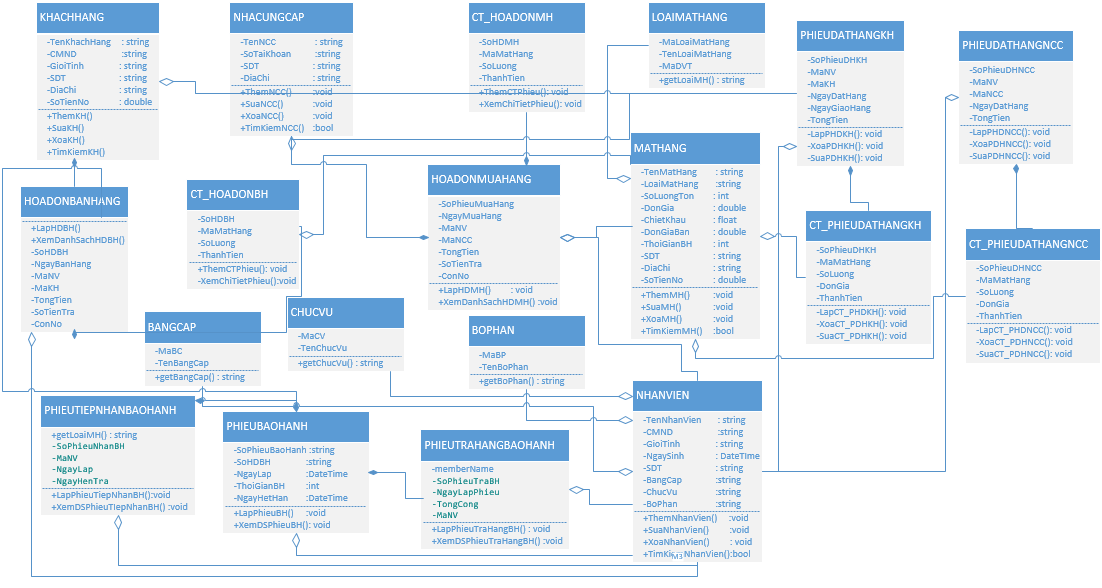 KHACHHANG
-TenKhachHang : string
-CMND :string
-GioiTinh : string
-SDT : string
-DiaChi :string
-SoTienNo : double
+ThemKH()
+SuaKH()
+XoaKH()
+TimKiemKH()
NHACUNGCAP
-TenNCC : string
-SoTaiKhoan : string
-SDT : string
-DiaChi : string
+ThemNCC() :void
+SuaNCC() :void
+XoaNCC() :void
+TimKiemNCC() :bool
CT_HOADONMH
-SoHDMH
-MaMatHang
-SoLuong
-ThanhTien
+ThemCTPhieu(): void
+XemChiTietPhieu(): void
LOAIMATHANG
-MaLoaiMatHang
-TenLoaiMatHang
-MaDVT
+getLoaiMH() : string
PHIEUDATHANGKH
-SoPhieuDHKH
-MaNV
-MaKH
-NgayDatHang
-NgayGiaoHang
-TongTien
-LapPHDKH(): void
-XoaPDHKH(): void
-SuaPDHKH(): void
PHIEUDATHANGNCC
-SoPhieuDHNCC
-MaNV
-MaNCC
-NgayDatHang
-TongTien
-LapPHDNCC(): void
-XoaPDHNCC(): void
-SuaPDHNCC(): void
HOADONBANHANG
+LapHDBH()
+XemDanhSachHDBH()
-SoHDBH
-NgayBanHang
-MaNV
-MaKH
-TongTien
-SoTienTra
-ConNo
CT_HOADONBH
-SoHDBH
-MaMatHang
-SoLuong
-ThanhTien
+ThemCTPhieu(): void
-XemChiTietPhieu():void
HOADONMUAHANG
-SoPhieuMuaHang
-NgayMuaHang
-MaNV
-MaNCC
-TongTien
-SoTienTra
-ConNo
+LapHDMH() : void
+XemDanhSachHDMH() :void
MATHANG
-TenMatHang : string
-LoaiMatHang :string
-SoLuongTon : int
-DonGia : double
-ChietKhau : float
-DonGiaBan : double
-ThoiGianBH : int
-SDT : string
-DiaChi : string
-SoTienNo : double
+ThemMH() :void
+SuaMH() :void
+XoaMH() :void
+TimKiemMH() :bool
CT_PHIEUDATHANGKH
-SoPhieuDHKH
-MaMatHang
-SoLuong
-DonGia
-ThanhTien
-LapCT_PHDKH(): void
-XoaCT_PDHKH(): void
-SuaCT_PDHKH(): void
CT_PHIEUDATHANGNCC
-SoPhieuDHNCC
-MaMatHang
-SoLuong
-DonGia
-ThanhTien
-LapCT_PHDNCC(): void
-XoaCT_PDHNCC(): void
-SuaCT_PDHNCC(): void
BANGCAP
-MaBC
-TenBangCap
+getBangCap() : string
CHUCVU
-MaCV
-TenChucVu
+getChucVu() : string
BOPHAN
-MaBP
-TenBoPhan
+getBoPhan() : string
NHANVIEN
-TenNhanVien : string
-CMND :string
-GioiTinh : string
-NgaySinh : DateTIme
-SDT : string
-BangCap :string
-ChucVu :string
-BoPhan :string
+ThemNhanVien() :void
+SuaNhanVien() :void
+XoaNhanVien() : void
PHIEUTIEPNHANBAOHANH
+getLoaiMH() : string
-SoPhieuNhanBH
-MaNV
-NgayLap
-NgayHenTra
+LapPhieuTiepNhanBH():void
+XemDSPhieuTiepNhanBH() :void
PHIEUBAOHANH
-SoPhieuBaoHanh :string
-SoHDBH :string
-NgayLap :DateTime
-ThoiGianBH :int
-NgayHetHan :DateTime
+LapPhieuBH() :void
+XemDSPhieuBH(): void
PHIEUTRAHANGBAOHANH
-memberName
-SoPhieuTraBH
-NgayLapPhieu
-TongCong
-MaNV
+LapPhieuTraHangBH() : void
+XemDSPhieuTraHangBH() :void